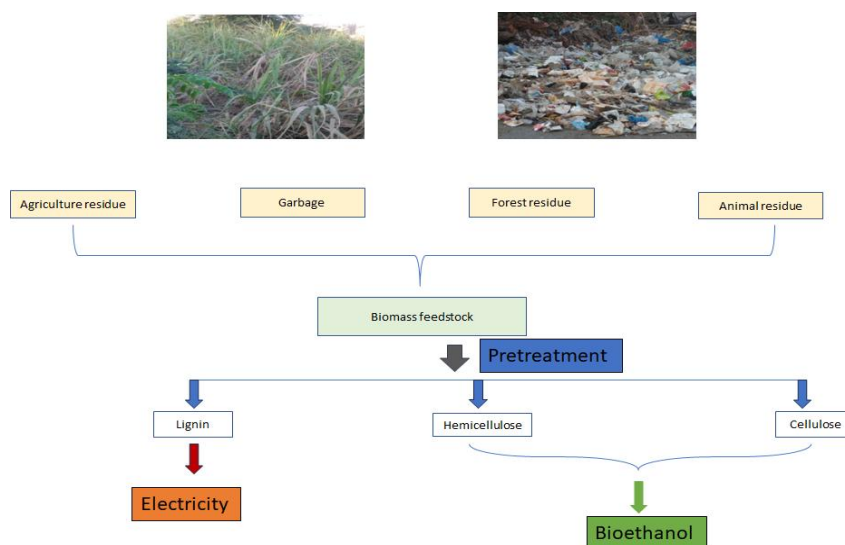 Agriculture residue
Garbage
Forest residue
Animal residue
Biomass feedstock
Pretreatment
Lignin
Hemicellulose
Cellulose
Electricity
Bioethanol